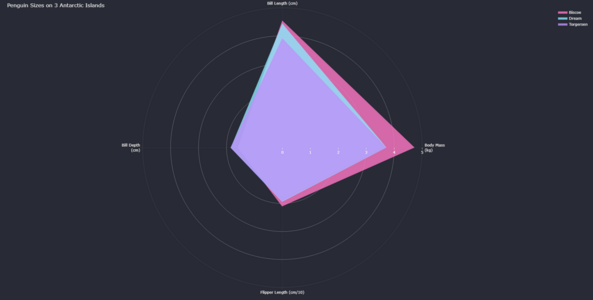 Penguin Sizes on 3 Antarctic Islands
Bill Length (cm)
Biscoe
Dream
Torgersen
Bill Depth
(cm)
0 1 2 3 4 5
Body Mass
(kg)
Flipper Length (cm/10)